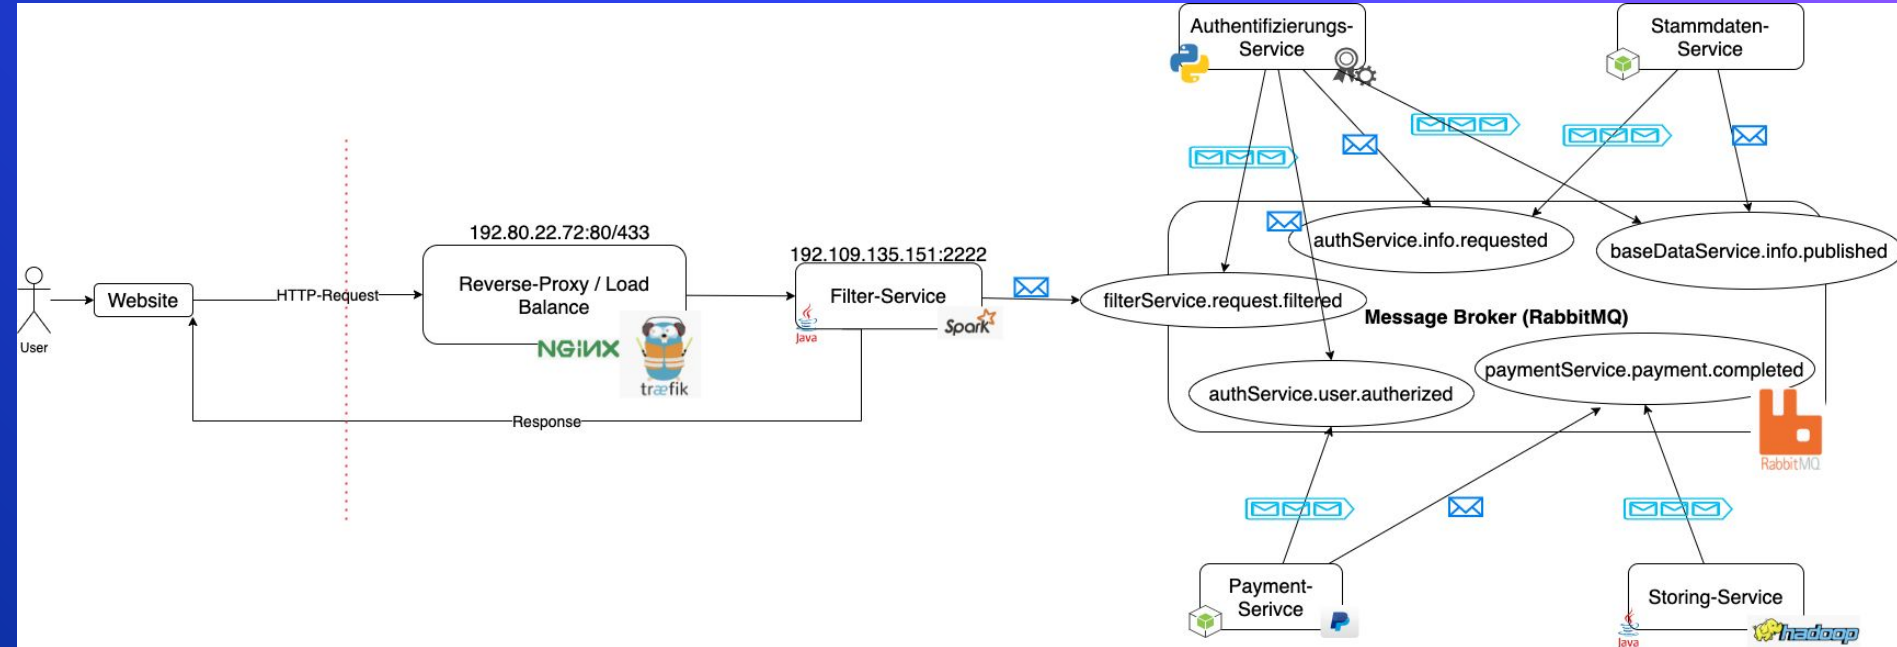 Authentifizierungs-
Service
Stammdaten-
Service
192.80.22.72:80/433
Reverse-Proxy / Load
Balance
NGiNX
træfik
192.109.135.151:2222
Filter-Service
Java
Spark
User
Website
HTTP-Request
Response
authService.info.requested
baseDataService.info.published
filterService.request.filtered
Message Broker (RabbitMQ)
paymentService.payment.completed
authService.user.autherized
RabbitMQ
Payment-
Serivce
Storing-Service
Java
hadoop